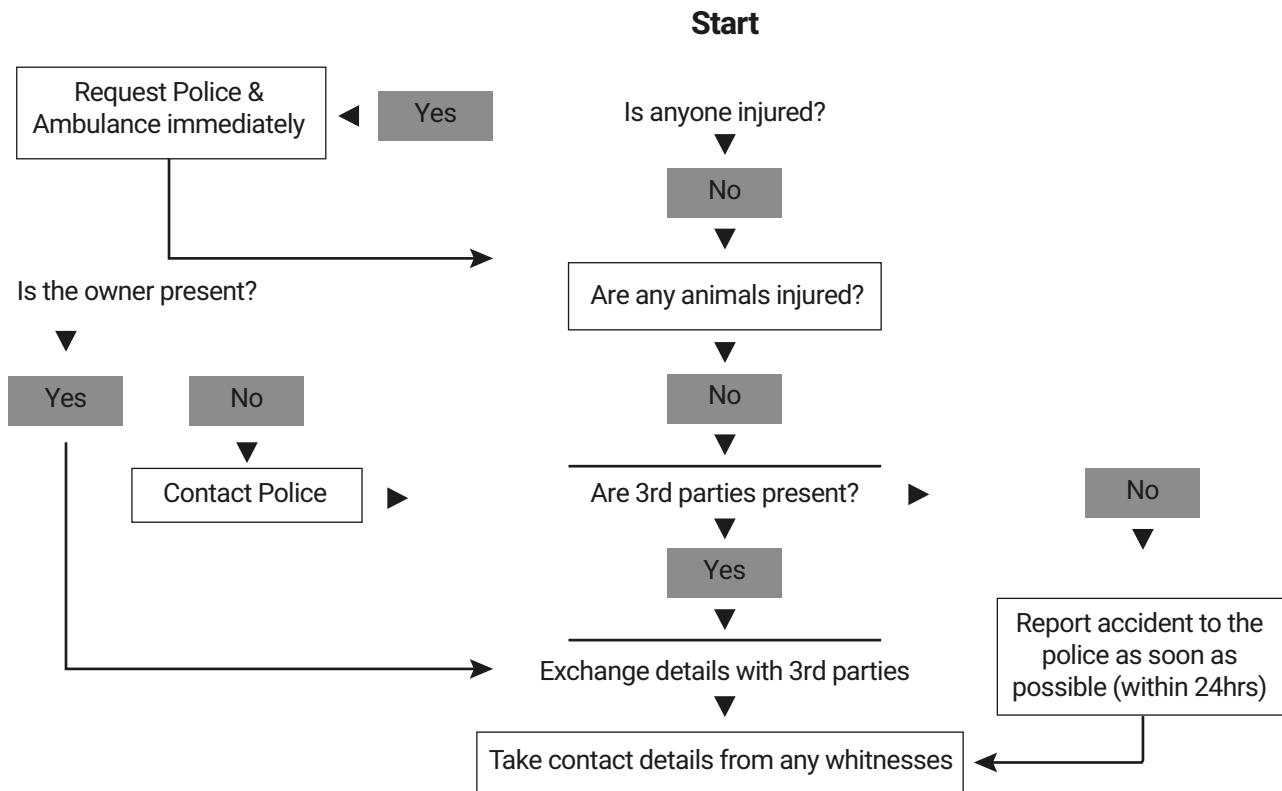 Start
Request Police &
Ambulance immediately
Yes
Is anyone injured?
No
Is the owner present?
Are any animals injured?
Yes
No
No
Contact Police
Are 3rd parties present?
No
Yes
Exchange details with 3rd parties
Report accident to the
police as soon as
possible (within 24hrs)
Take contact details from any whitnesses